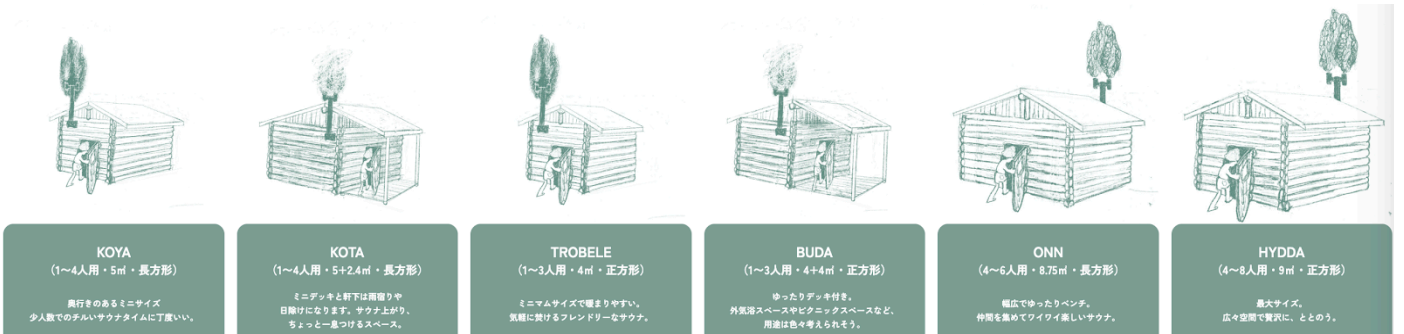 KOYA
（1〜4人用・5㎡・長方形）
奥行きのあるミニサイズ
少人数でのチルいサウナタイムに丁度いい。
KOTA
（1〜4人用・5+2.4㎡・長方形）
ミニデッキと軒下は雨宿りや
日除けになります。サウナ上がり、
ちょっと一息つけるスペース。
TROBELE
（1〜3人用・4㎡・正方形）
ミニマムサイズで暖まりやすい。
気軽に焚けるフレンドリーなサウナ。
BUDA
（1〜3人用・4+4㎡・正方形）
ゆったりデッキ付き。
外気浴スペースやピクニックスペースなど、
用途は色々考えられそう。
ONN
（4〜6人用・8.75㎡・長方形）
幅広でゆったりベンチ。
仲間を集めてワイワイ楽しいサウナ。
HYDDA
（4〜8人用・9㎡・正方形）
最大サイズ。
広々空間で贅沢に、ととのう。